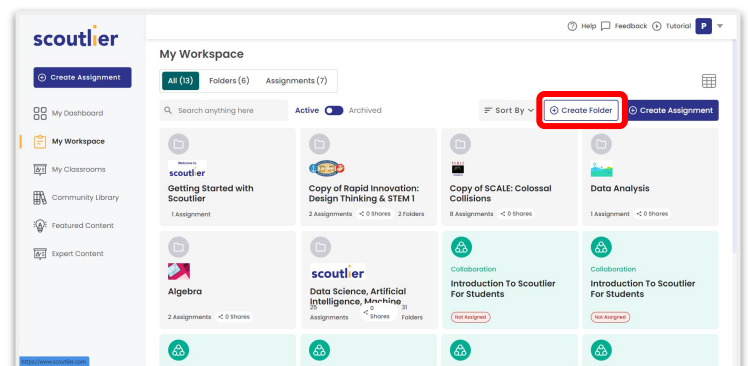 scoutlier
Help Feedback Tutorial P
Create Assignment
My Dashboard
My Workspace
My Classrooms
Community Library
Featured Content
Expert Content
My Workspace
All (13) Folders (6) Assignments (7)
Search anything here Active Archived Sort By Create Folder Create Assignment
Welcome to
scoutlier
Getting Started with
Scoutlier
1 Assignment
Copy of Rapid Innovation:
Design Thinking & STEM 1
2 Assignments < 0 Shares 2 Folders
SCALE
Copy of SCALE: Colossal
Collisions
8 Assignments < 0 Shares
Data Analysis
1 Assignment < 0 Shares
Algebra
2 Assignments < 0 Shares
scoutlier
Data Science, Artificial
Intelligence, Machine
25 Assignments < 0 Shares 31 Folders
Collaboration
Introduction To Scoutlier
For Students
Not Assigned
Collaboration
Introduction To Scoutlier
For Students
Not Assigned
https://www.scoutlier.com